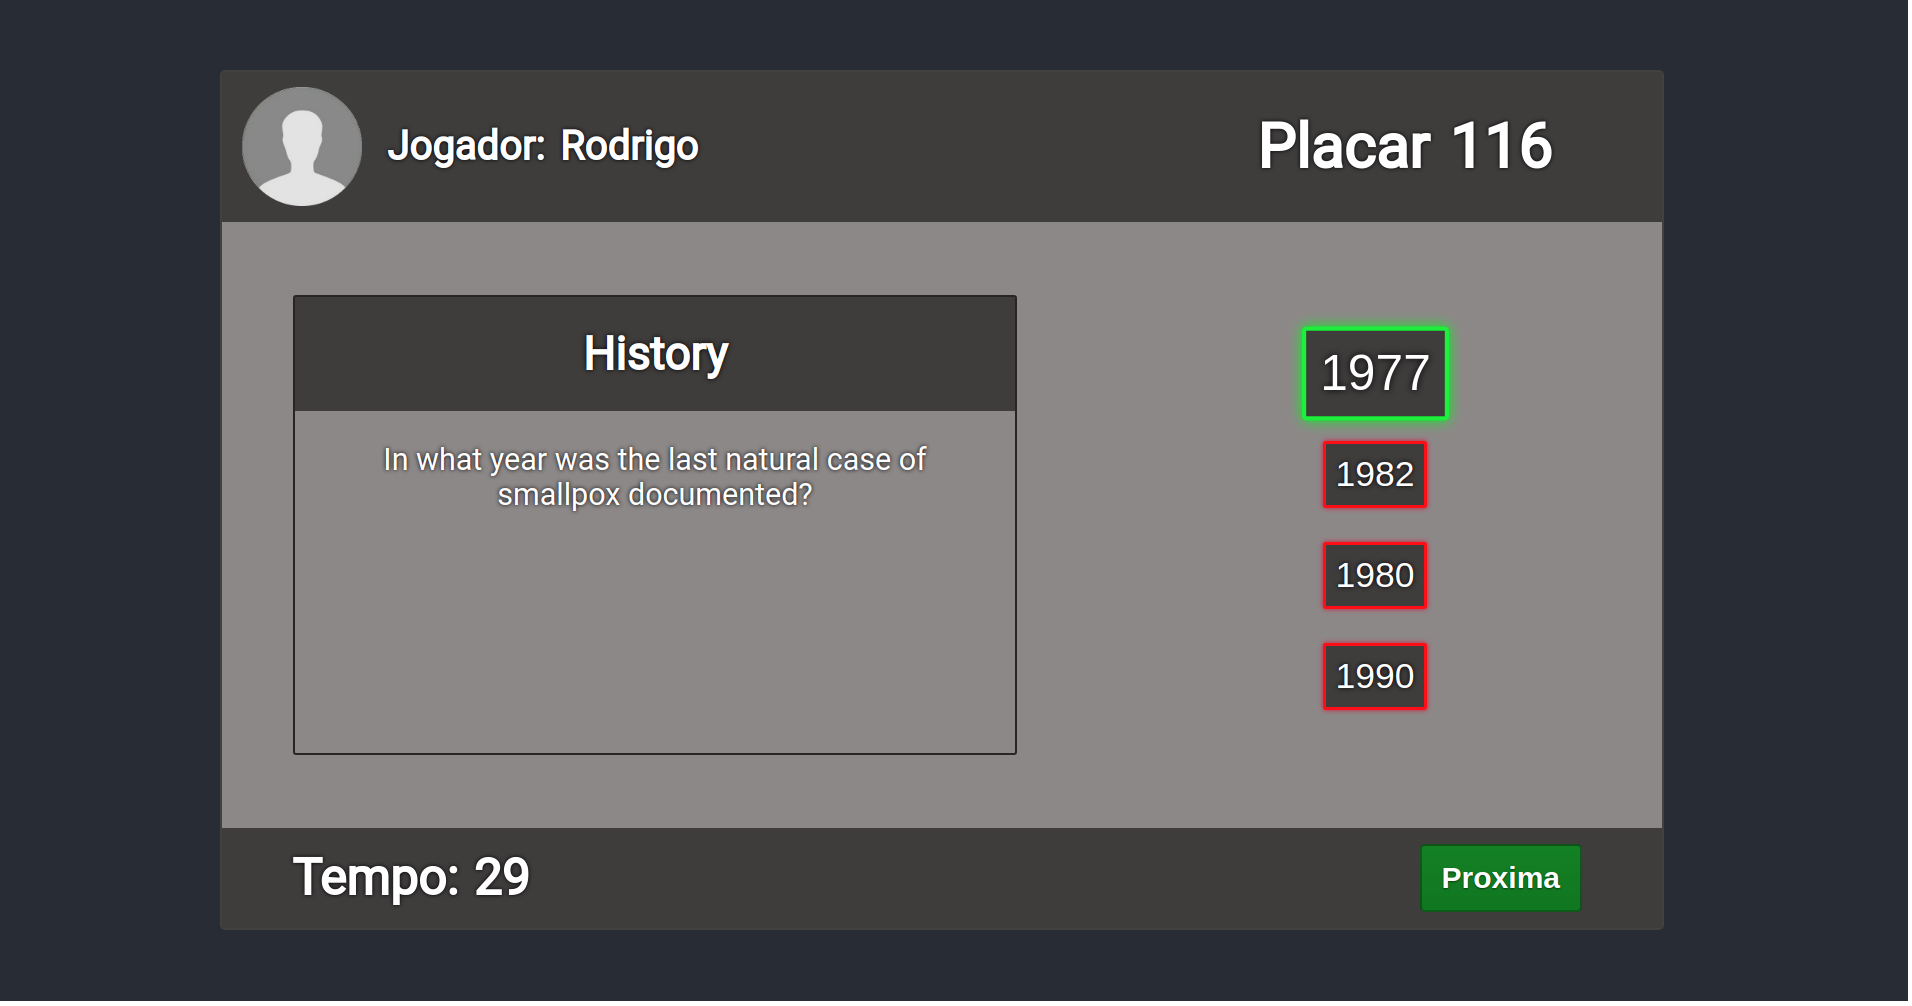 Jogador: Rodrigo
Placar 116
History
In what year was the last natural case of
smallpox documented?
1977
1982
1980
1990
Tempo: 29
Proxima